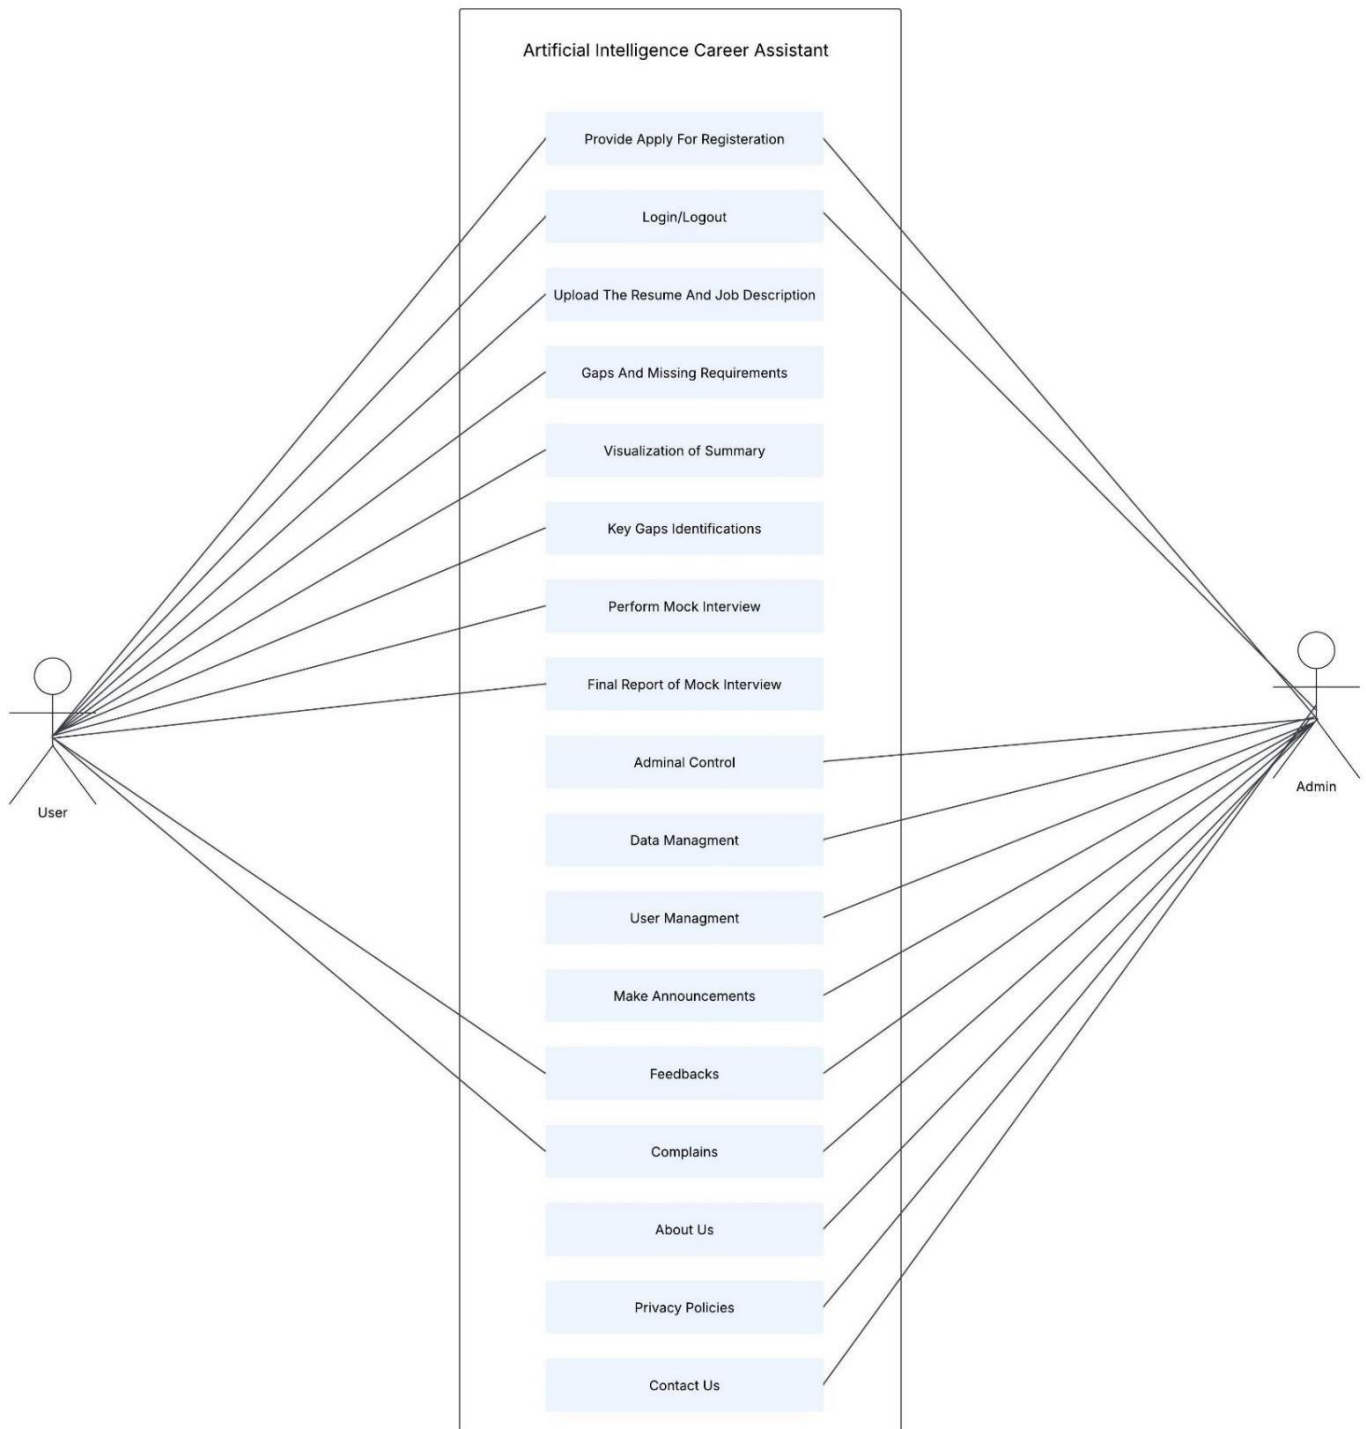 Artificial Intelligence Career Assistant
Provide Apply For Registeration
Login/Logout
Upload The Resume And Job Description
Gaps And Missing Requirements
Visualization of Summary
Key Gaps Identifications
Perform Mock Interview
Final Report of Mock Interview
Adminal Control
Data Managment
User Managment
Make Announcements
Feedbacks
Complains
About Us
Privacy Policies
Contact Us
User
Admin